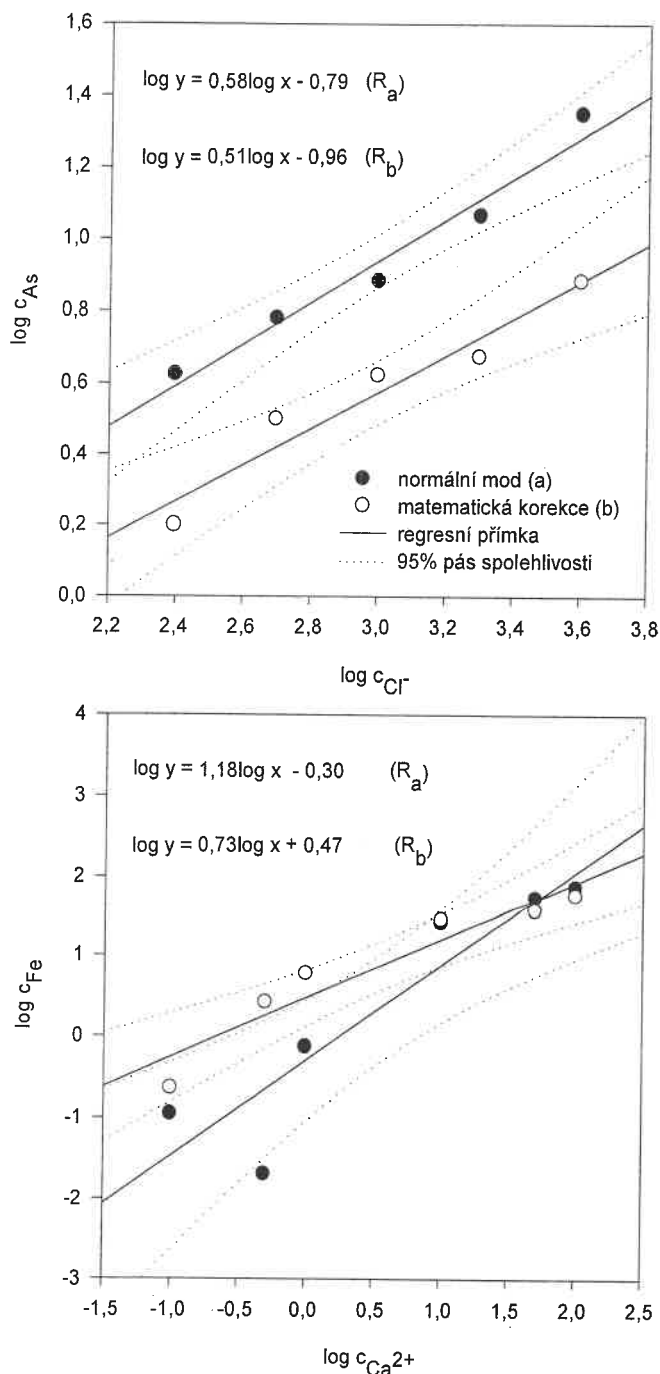 1,6
1,4
1,2
1,0
0,8
0,6
0,4
0,2
0,0
log c_As
log y = 0,58log x - 0,79 (R_a)
log y = 0,51log x - 0,96 (R_b)
normální mod (a)
matematická korekce (b)
regresní přímka
95% pás spolehlivosti
2,2 2,4 2,6 2,8 3,0 3,2 3,4 3,6 3,8
log c_Cl-
4
3
2
1
0
-1
-2
-3
log c_Fe
log y = 1,18log x - 0,30 (R_a)
log y = 0,73log x + 0,47 (R_b)
-1,5 -1,0 -0,5 0,0 0,5 1,0 1,5 2,0 2,5
log c_Ca2+